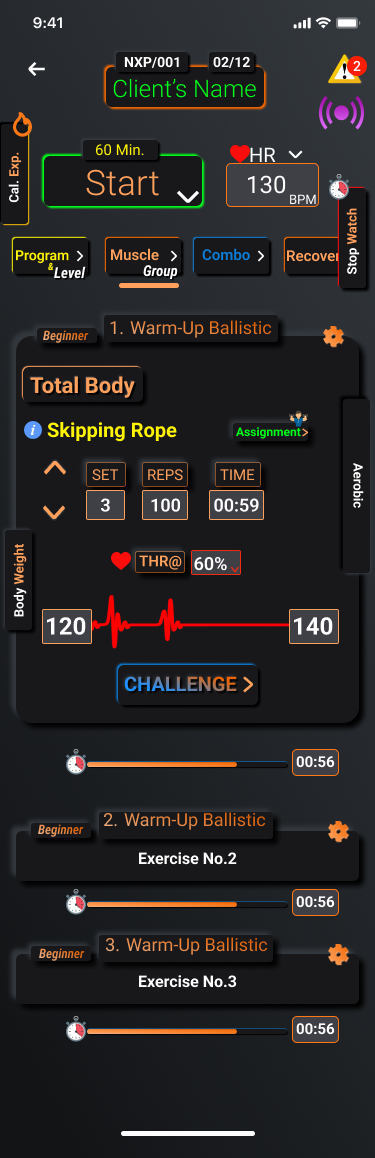 9:41
NXP/001 02/12
2
Client's Name
Cal. Exp.
60 Min.
Start
HR
130
BPM
Stop Watch
Program
&
Level
Muscle
Group
Combo
Recover
Beginner
1. Warm-Up Ballistic
Total Body
i Skipping Rope
Assignment>
Aerobic
SET REPS TIME
3 100 00:59
Body Weight
THR@ 60%
120 140
CHALLENGE >
00:56
Beginner
2. Warm-Up Ballistic
Exercise No.2
00:56
Beginner
3. Warm-Up Ballistic
Exercise No.3
00:56